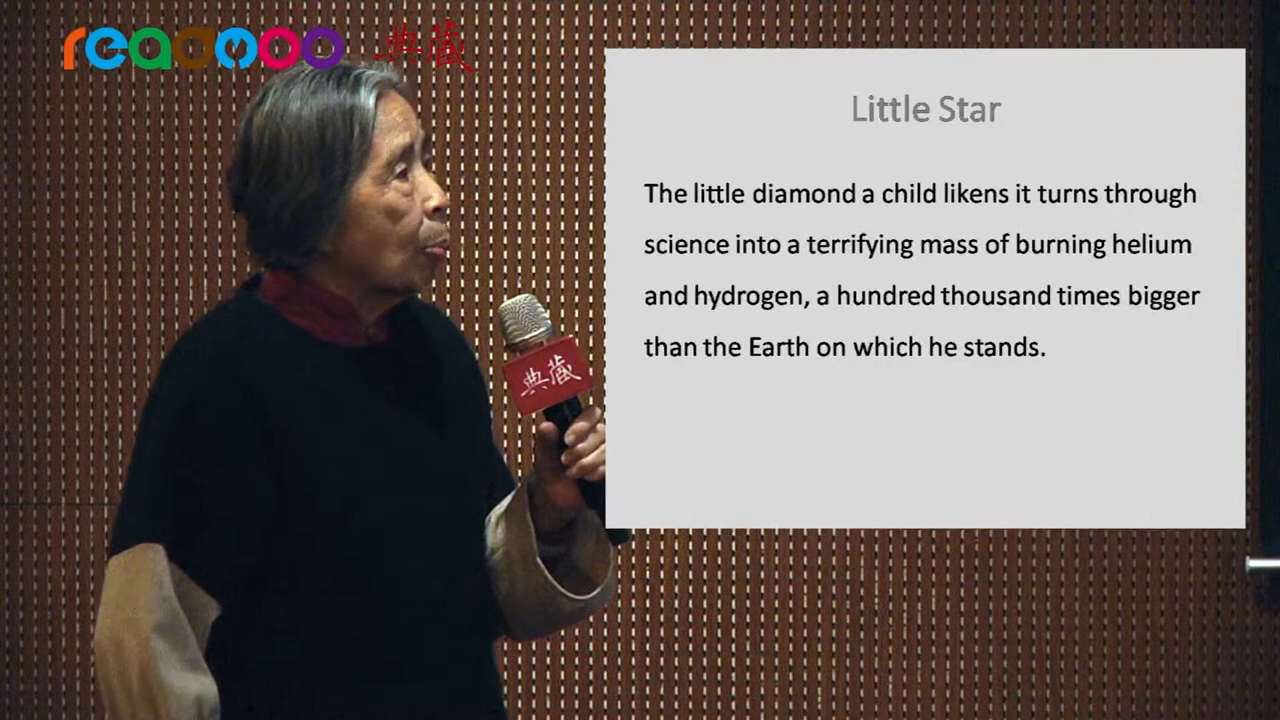 readmoo 典藏
Little Star
The little diamond a child likens it turns through
science into a terrifying mass of burning helium
and hydrogen, a hundred thousand times bigger
than the Earth on which he stands.
典藏